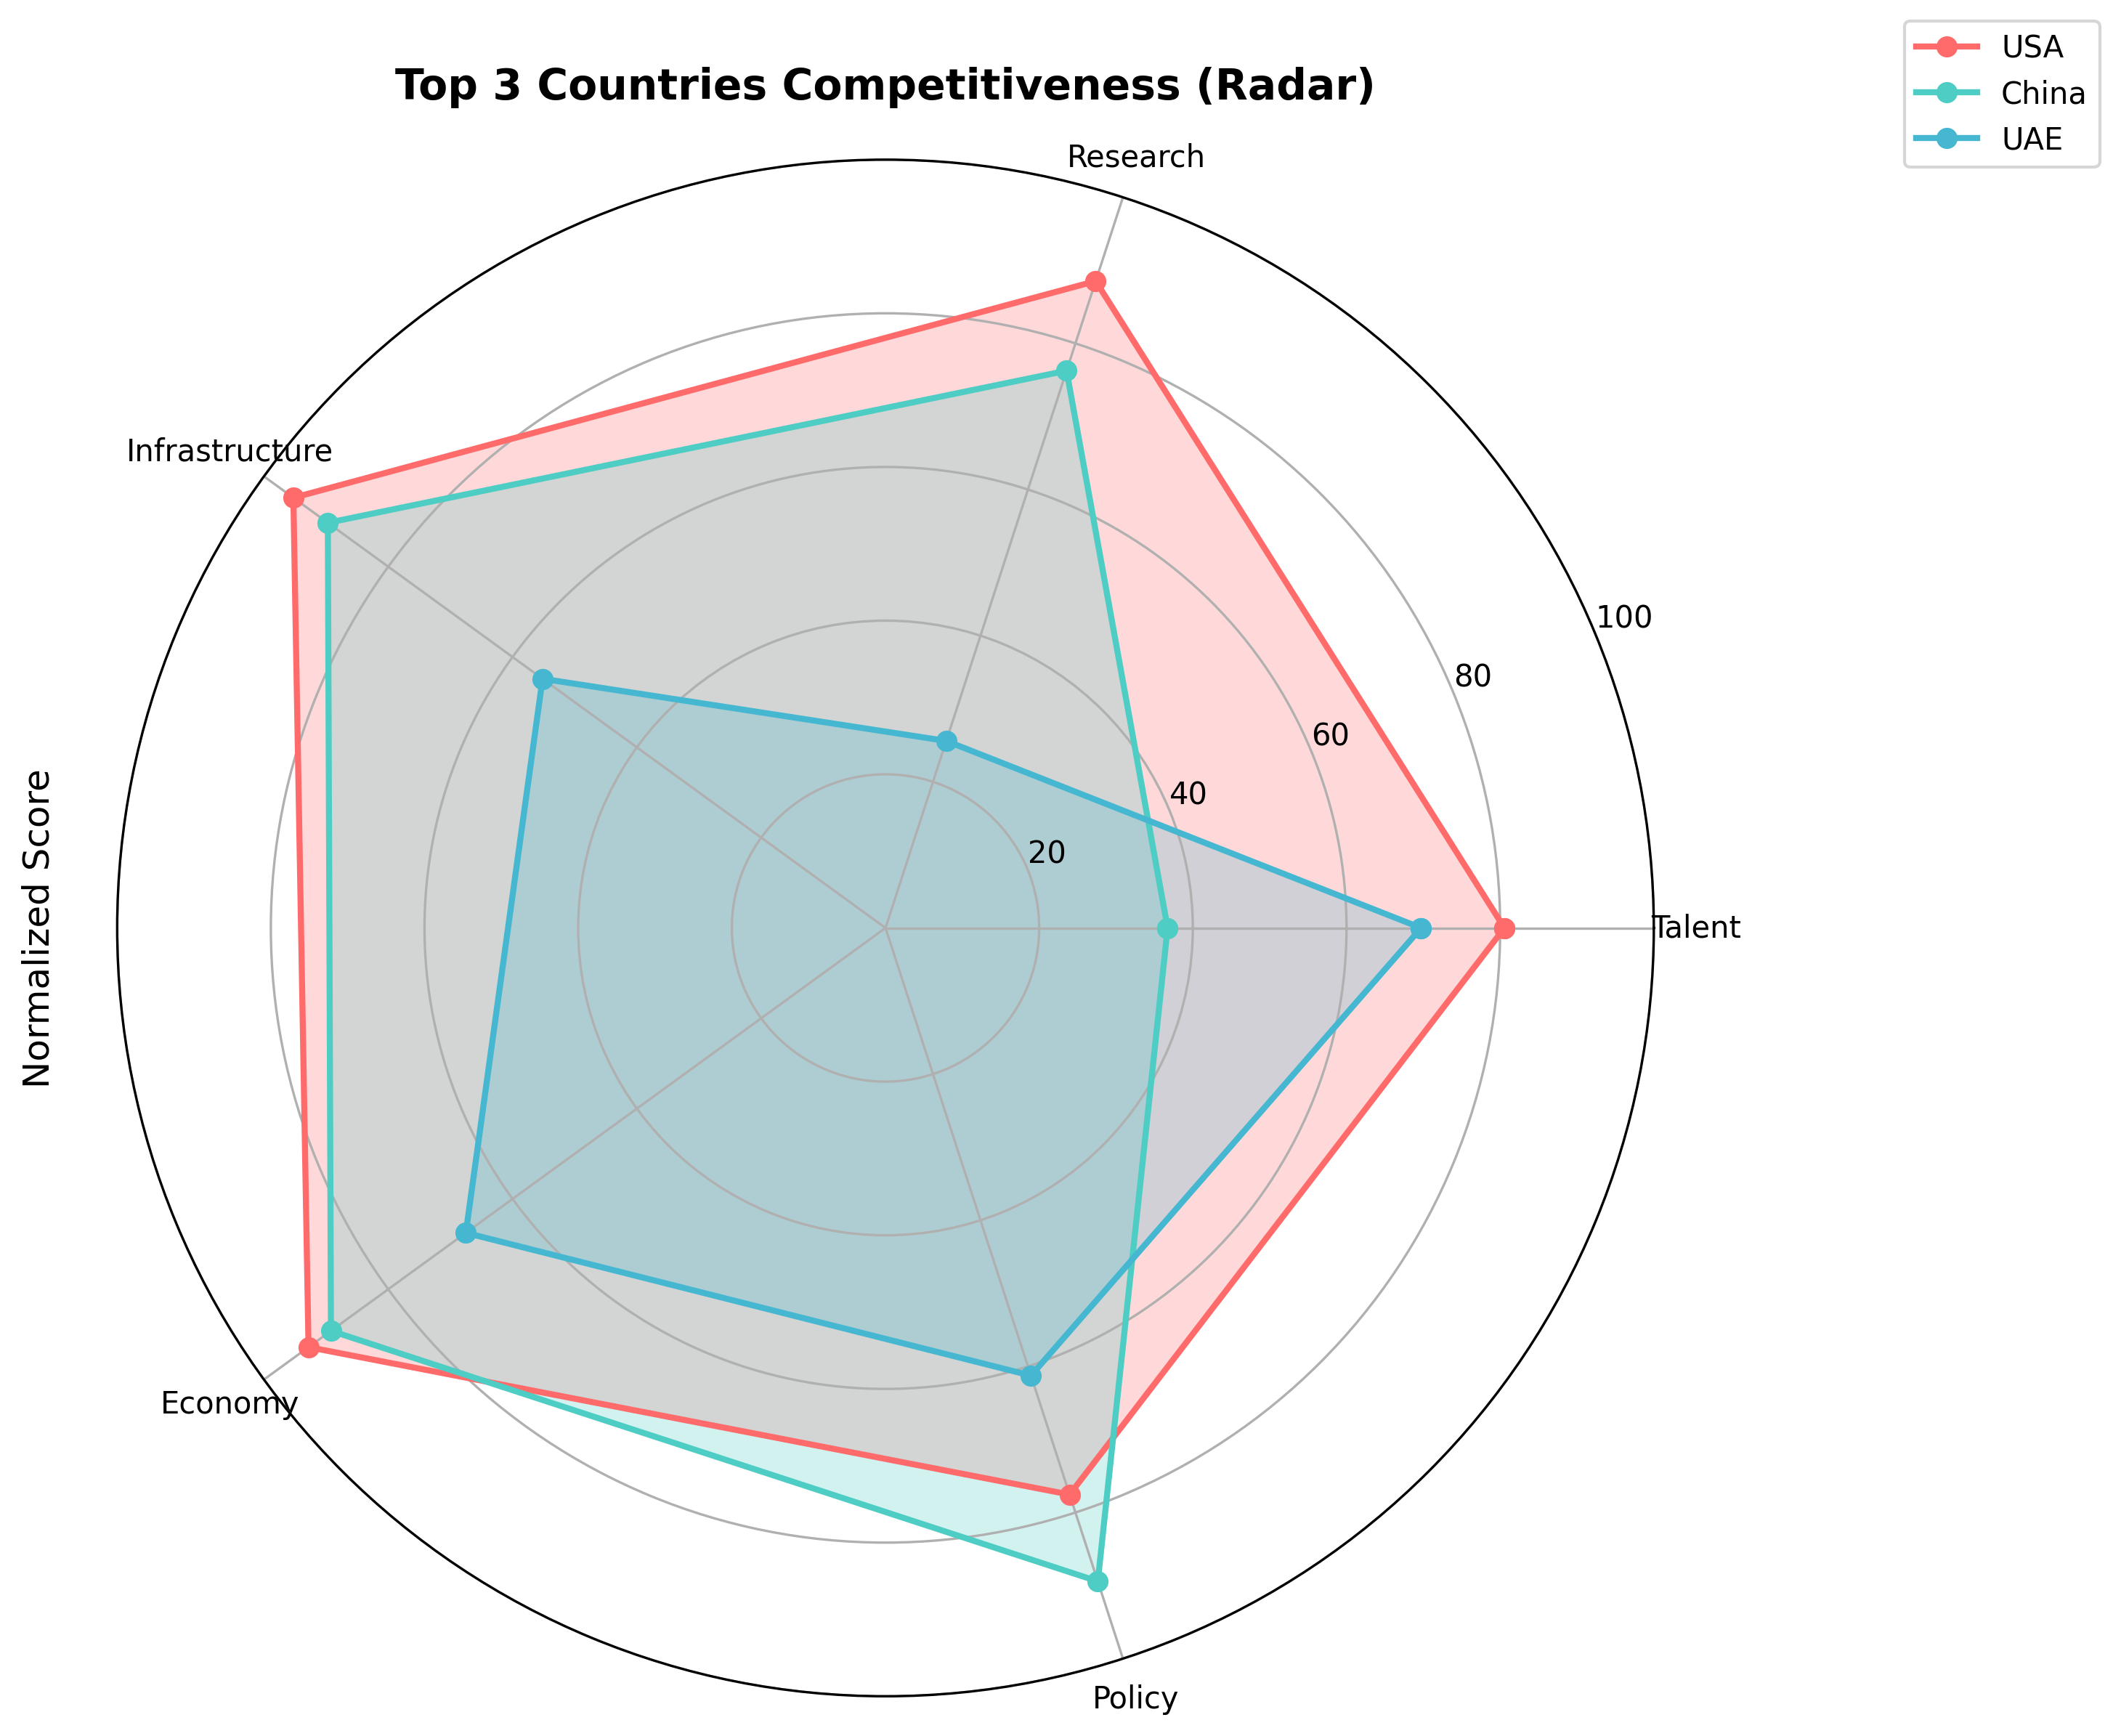 Top 3 Countries Competitiveness (Radar)
USA
China
UAE
Research
Infrastructure
100
80
60
40
20
Talent
Normalized Score
Economy
Policy